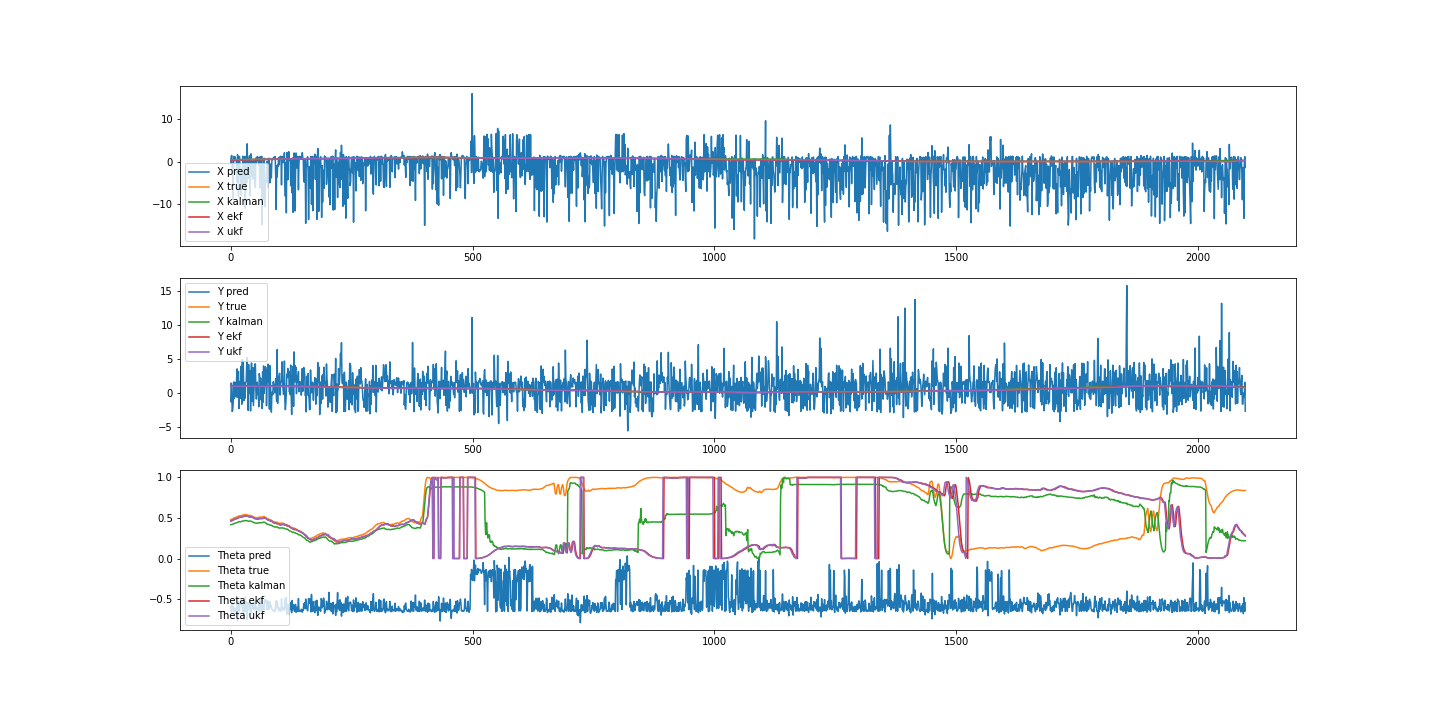 10
0
−10
X pred
X true
X kalman
X ekf
X ukf
0 500 1000 1500 2000
15
10
5
0
−5
Y pred
Y true
Y kalman
Y ekf
Y ukf
0 500 1000 1500 2000
1.0
0.5
0.0
−0.5
Theta pred
Theta true
Theta kalman
Theta ekf
Theta ukf
0 500 1000 1500 2000